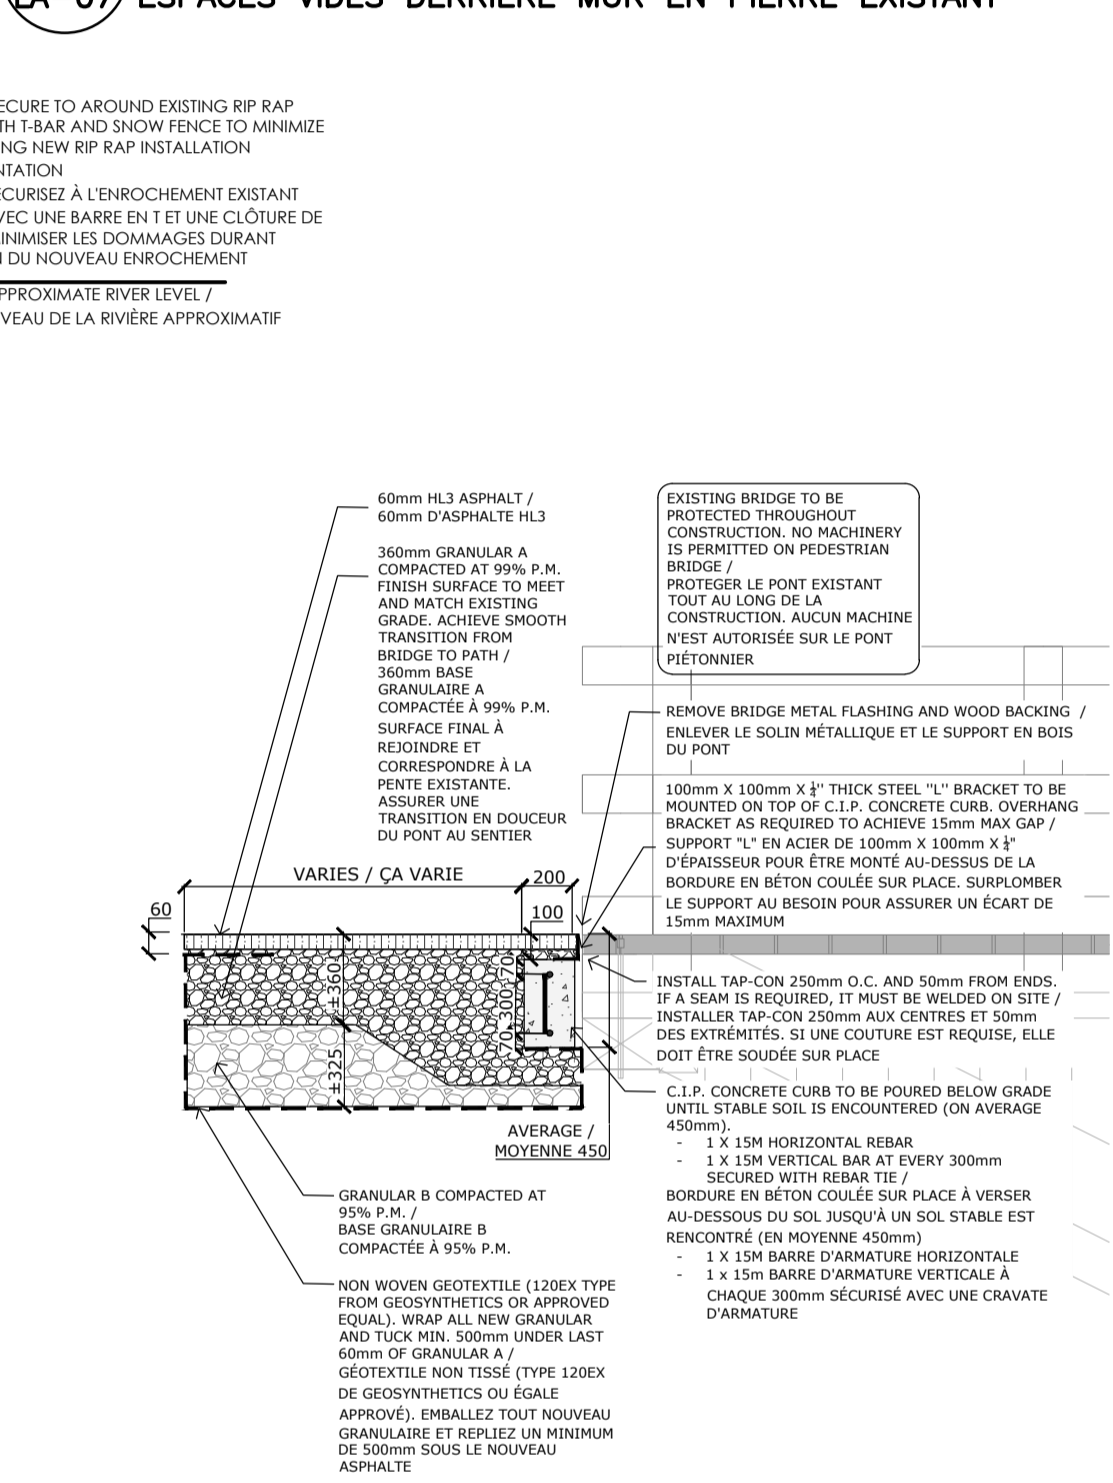 ESPACES VIDES DERRIÈRE MUR EN PIERRE EXISTANT
ECURE TO AROUND EXISTING RIP RAP
TH T-BAR AND SNOW FENCE TO MINIMIZE
NG NEW RIP RAP INSTALLATION
NTATION
ÉCURISEZ À L'ENROCHEMENT EXISTANT
VEC UNE BARRE EN T ET UNE CLÔTURE DE
MINIMISER LES DOMMAGES DURANT
N DU NOUVEAU ENROCHEMENT
PPROXIMATE RIVER LEVEL /
VEAU DE LA RIVIÈRE APPROXIMATIF
60mm HL3 ASPHALT /
60mm D'ASPHALTE HL3
360mm GRANULAR A
COMPACTED AT 99% P.M.
FINISH SURFACE TO MEET
AND MATCH EXISTING
GRADE. ACHIEVE SMOOTH
TRANSITION FROM
BRIDGE TO PATH /
360mm BASE
GRANULAIRE A
COMPACTÉE À 99% P.M.
SURFACE FINAL À
REJOINDRE ET
CORRESPONDRE À LA
PENTE EXISTANTE.
ASSURER UNE
TRANSITION EN DOUCEUR
DU PONT AU SENTIER
EXISTING BRIDGE TO BE
PROTECTED THROUGHOUT
CONSTRUCTION. NO MACHINERY
IS PERMITTED ON PEDESTRIAN
BRIDGE /
PROTEGER LE PONT EXISTANT
TOUT AU LONG DE LA
CONSTRUCTION. AUCUN MACHINE
N'EST AUTORISÉE SUR LE PONT
PIÉTONNIER
REMOVE BRIDGE METAL FLASHING AND WOOD BACKING /
ENLEVER LE SOLIN MÉTALLIQUE ET LE SUPPORT EN BOIS
DU PONT
100mm X 100mm X ¼'' THICK STEEL "L" BRACKET TO BE
MOUNTED ON TOP OF C.I.P. CONCRETE CURB. OVERHANG
BRACKET AS REQUIRED TO ACHIEVE 15mm MAX GAP /
SUPPORT "L" EN ACIER DE 100mm X 100mm X ¼"
D'ÉPAISSEUR POUR ÊTRE MONTÉ AU-DESSUS DE LA
BORDURE EN BÉTON COULÉE SUR PLACE. SURPLOMBER
LE SUPPORT AU BESOIN POUR ASSURER UN ÉCART DE
15mm MAXIMUM
VARIES / ÇA VARIE
200
100
60
±360
±325
70
300
70
AVERAGE /
MOYENNE 450
INSTALL TAP-CON 250mm O.C. AND 50mm FROM ENDS.
IF A SEAM IS REQUIRED, IT MUST BE WELDED ON SITE /
INSTALLER TAP-CON 250mm AUX CENTRES ET 50mm
DES EXTRÉMITÉS. SI UNE COUTURE EST REQUISE, ELLE
DOIT ÊTRE SOUDÉE SUR PLACE
C.I.P. CONCRETE CURB TO BE POURED BELOW GRADE
UNTIL STABLE SOIL IS ENCOUNTERED (ON AVERAGE
450mm).
- 1 X 15M HORIZONTAL REBAR
- 1 X 15M VERTICAL BAR AT EVERY 300mm
SECURED WITH REBAR TIE /
BORDURE EN BÉTON COULÉE SUR PLACE À VERSER
AU-DESSOUS DU SOL JUSQU'À UN SOL STABLE EST
RENCONTRÉ (EN MOYENNE 450mm)
- 1 X 15M BARRE D'ARMATURE HORIZONTALE
- 1 x 15m BARRE D'ARMATURE VERTICALE À
CHAQUE 300mm SÉCURISÉ AVEC UNE CRAVATE
D'ARMATURE
GRANULAR B COMPACTED AT
95% P.M. /
BASE GRANULAIRE B
COMPACTÉE À 95% P.M.
NON WOVEN GEOTEXTILE (120EX TYPE
FROM GEOSYNTHETICS OR APPROVED
EQUAL). WRAP ALL NEW GRANULAR
AND TUCK MIN. 500mm UNDER LAST
60mm OF GRANULAR A /
GÉOTEXTILE NON TISSÉ (TYPE 120EX
DE GEOSYNTHETICS OU ÉGALE
APPROVÉ). EMBALLEZ TOUT NOUVEAU
GRANULAIRE ET REPLIEZ UN MINIMUM
DE 500mm SOUS LE NOUVEAU
ASPHALTE